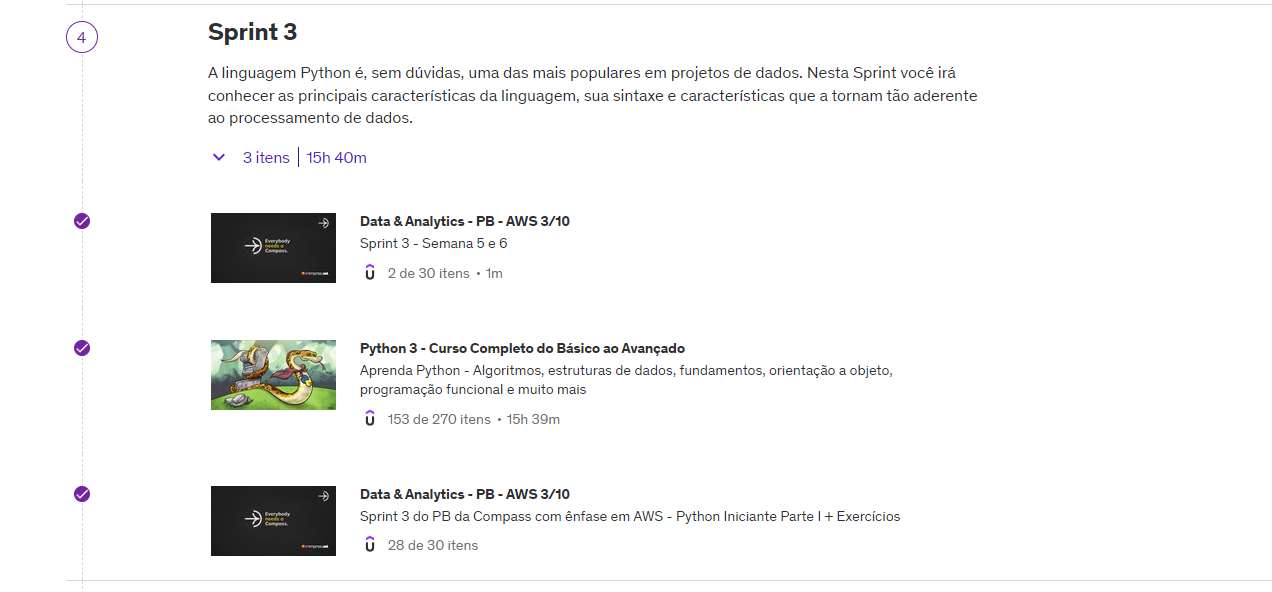 4
Sprint 3
A linguagem Python é, sem dúvidas, uma das mais populares em projetos de dados. Nesta Sprint você irá
conhecer as principais características da linguagem, sua sintaxe e características que a tornam tão aderente
ao processamento de dados.
3 itens | 15h 40m
Everybody
needs a
Compass.
compass.uol
Data & Analytics - PB - AWS 3/10
Sprint 3 - Semana 5 e 6
2 de 30 itens • 1m
Python 3 - Curso Completo do Básico ao Avançado
Aprenda Python - Algoritmos, estruturas de dados, fundamentos, orientação a objeto,
programação funcional e muito mais
153 de 270 itens • 15h 39m
Everybody
needs a
Compass.
compass.uol
Data & Analytics - PB - AWS 3/10
Sprint 3 do PB da Compass com ênfase em AWS - Python Iniciante Parte I + Exercícios
28 de 30 itens